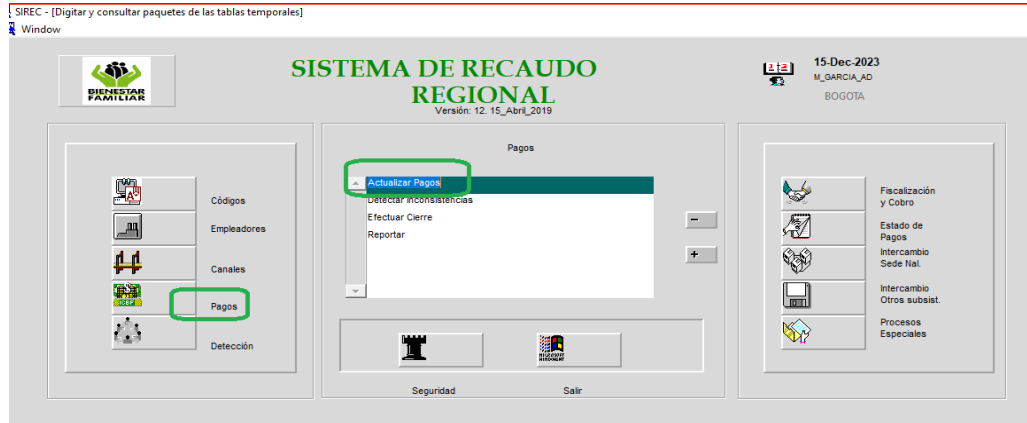 SIREC - [Digitar y consultar paquetes de las tablas temporales]
Window
BIENESTAR
FAMILIAR
SISTEMA DE RECAUDO
REGIONAL
Versión: 12. 15_Abril_2019
15-Dec-2023
M_GARCIA_AD
BOGOTA
Códigos
Empleadores
Canales
Pagos
Detección
Pagos
Actualizar Pagos
Detectar Inconsistencias
Efectuar Cierre
Reportar
-
+
Seguridad
Salir
Fiscalización
y Cobro
Estado de
Pagos
Intercambio
Sede Nal.
Intercambio
Otros subsist.
Procesos
Especiales